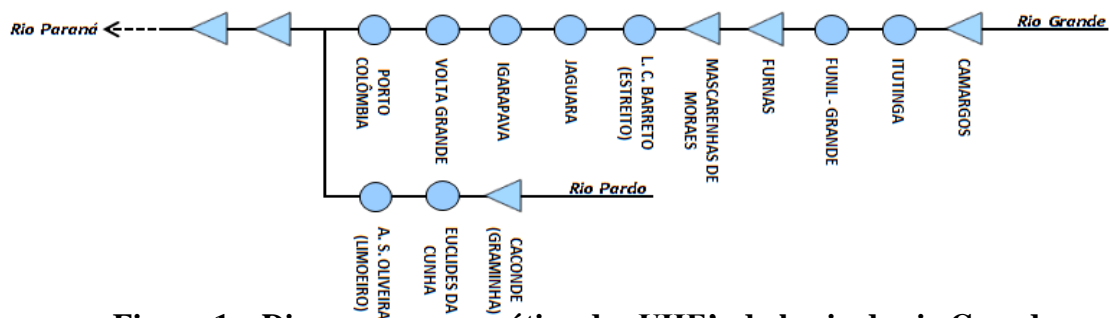 Rio Paraná
Rio Grande
PORTO
COLÔMBIA
VOLTA GRANDE
IGARAPAVA
JAGUARA
L. C. BARRETO
(ESTREITO)
MASCARENHAS DE
MORAES
FURNAS
FUNIL - GRANDE
ITUTINGA
CAMARGOS
Rio Pardo
A. S. OLIVEIRA
(LIMOEIRO)
EUCLIDES DA
CUNHA
CACONDE
(GRAMINHA)